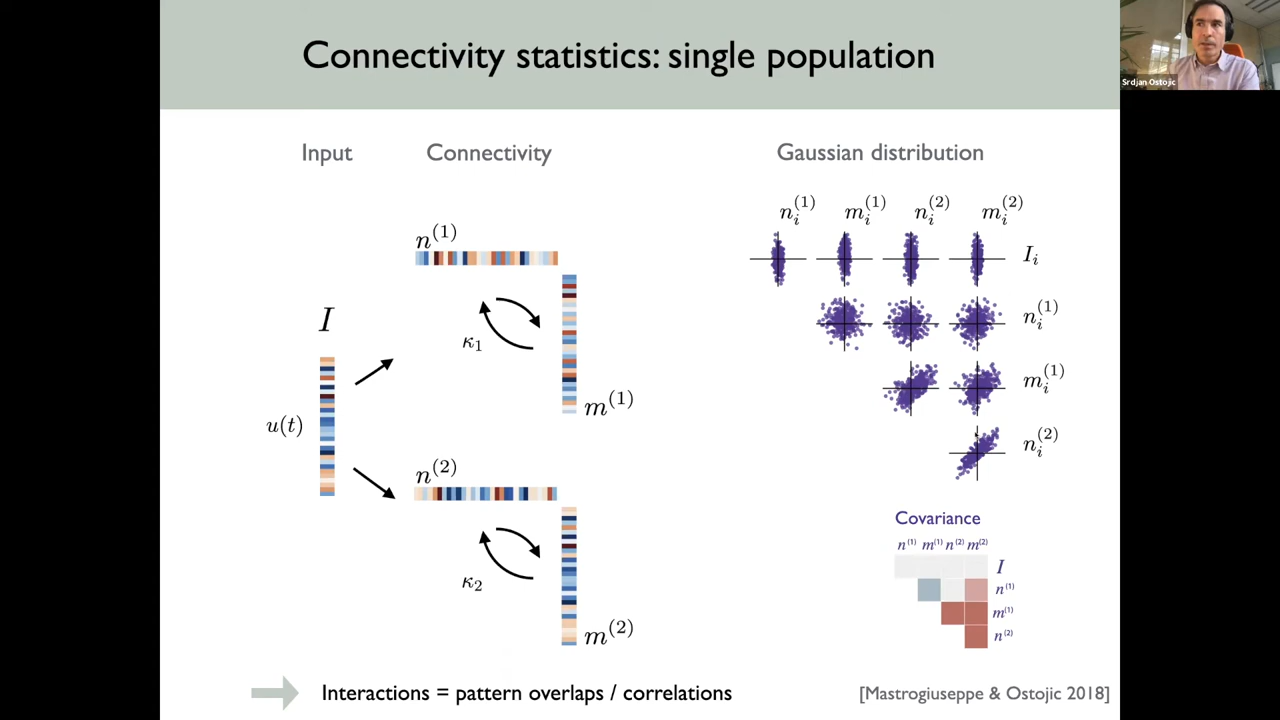 Connectivity statistics: single population
Srdjan Ostojic
Input
Connectivity
Gaussian distribution
n_i^{(1)} m_i^{(1)} n_i^{(2)} m_i^{(2)}
I_i
n_i^{(1)}
m_i^{(1)}
n_i^{(2)}
n^{(1)}
I
κ_1
m^{(1)}
u(t)
n^{(2)}
κ_2
m^{(2)}
Covariance
n^{(1)} m^{(1)} n^{(2)} m^{(2)}
I
n^{(1)}
m^{(1)}
n^{(2)}
Interactions = pattern overlaps / correlations
[Mastrogiuseppe & Ostojic 2018]